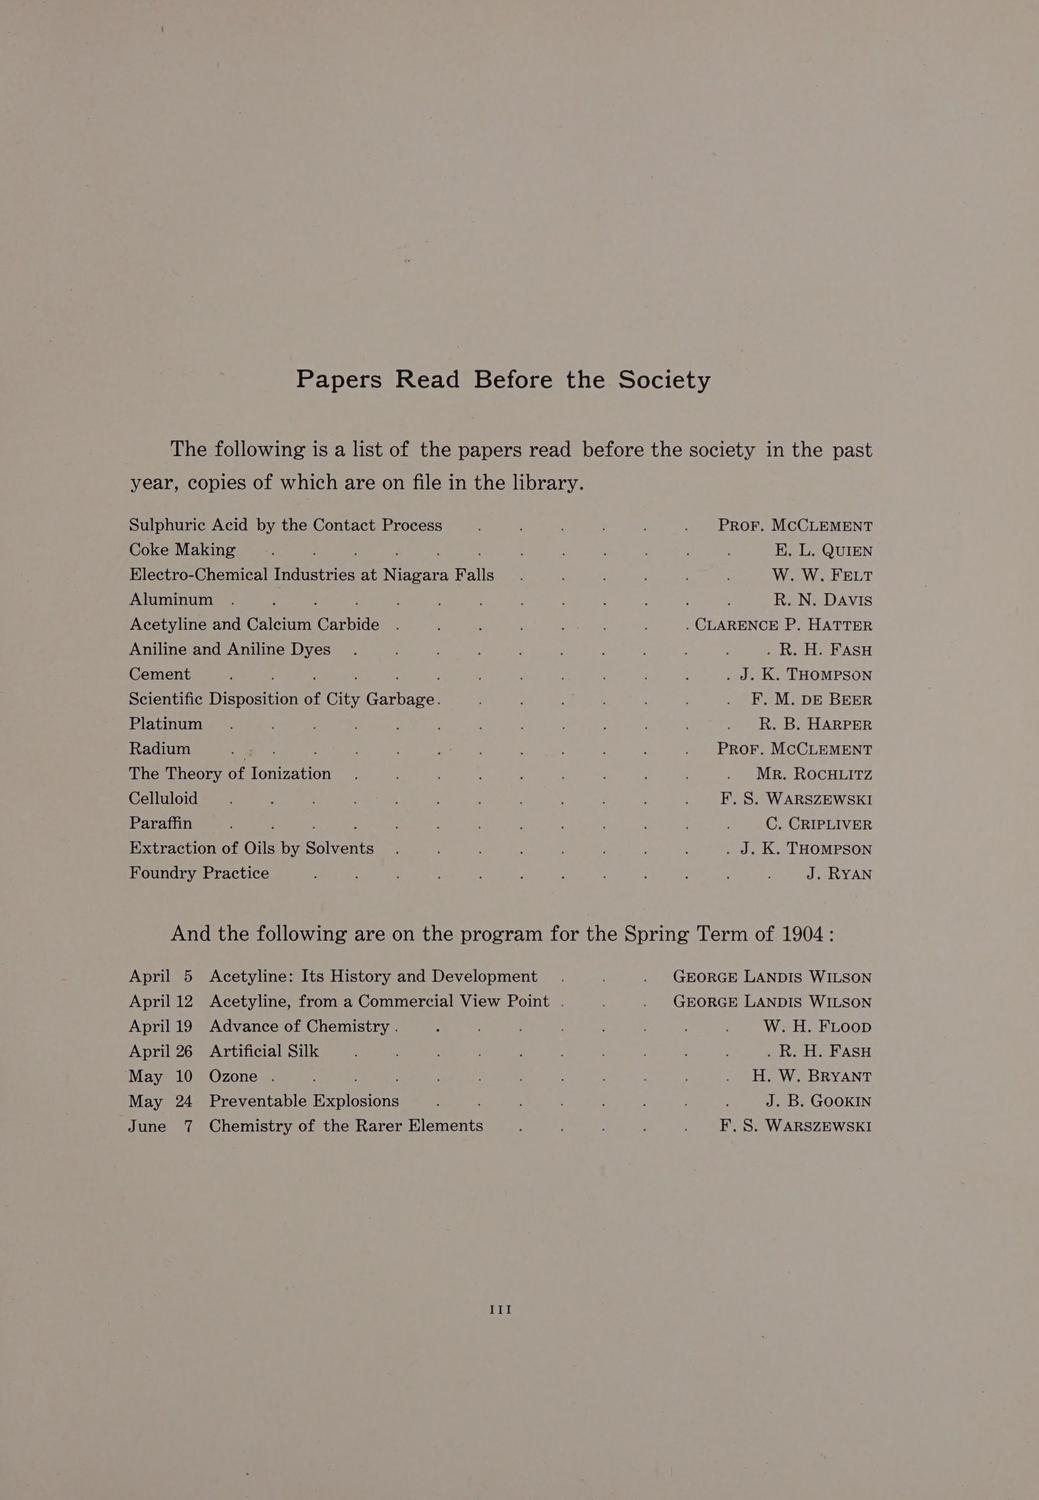 Papers Read Before the Society
The following is a list of the papers read before the society in the past
year, copies of which are on file in the library.
Sulphuric Acid by the Contact Process . . . . . . PROF. MCCLEMENT
Coke Making . . . . . . . . . . . . E. L. QUIEN
Electro-Chemical Industries at Niagara Falls . . . . . . W. W. FELT
Aluminum . . . . . . . . . . . . . R. N. DAVIS
Acetyline and Calcium Carbide . . . . . . . . CLARENCE P. HATTER
Aniline and Aniline Dyes . . . . . . . . . . . R. H. FASH
Cement . . . . . . . . . . . . . J. K. THOMPSON
Scientific Disposition of City Garbage . . . . . . . . F. M. DE BEER
Platinum . . . . . . . . . . . . . R. B. HARPER
Radium . . . . . . . . . . . . PROF. MCCLEMENT
The Theory of Ionization . . . . . . . . . . MR. ROCHLITZ
Celluloid . . . . . . . . . . . . F. S. WARSZEWSKI
Paraffin . . . . . . . . . . . . . C. CRIPLIVER
Extraction of Oils by Solvents . . . . . . . . . J. K. THOMPSON
Foundry Practice . . . . . . . . . . . . J. RYAN
And the following are on the program for the Spring Term of 1904:
April 5 Acetyline: Its History and Development . . . GEORGE LANDIS WILSON
April 12 Acetyline, from a Commercial View Point . . . GEORGE LANDIS WILSON
April 19 Advance of Chemistry . . . . . . . . . W. H. FLOOD
April 26 Artificial Silk . . . . . . . . . . . R. H. FASH
May 10 Ozone . . . . . . . . . . . . H. W. BRYANT
May 24 Preventable Explosions . . . . . . . . J. B. GOOKIN
June 7 Chemistry of the Rarer Elements . . . . . F. S. WARSZEWSKI
III